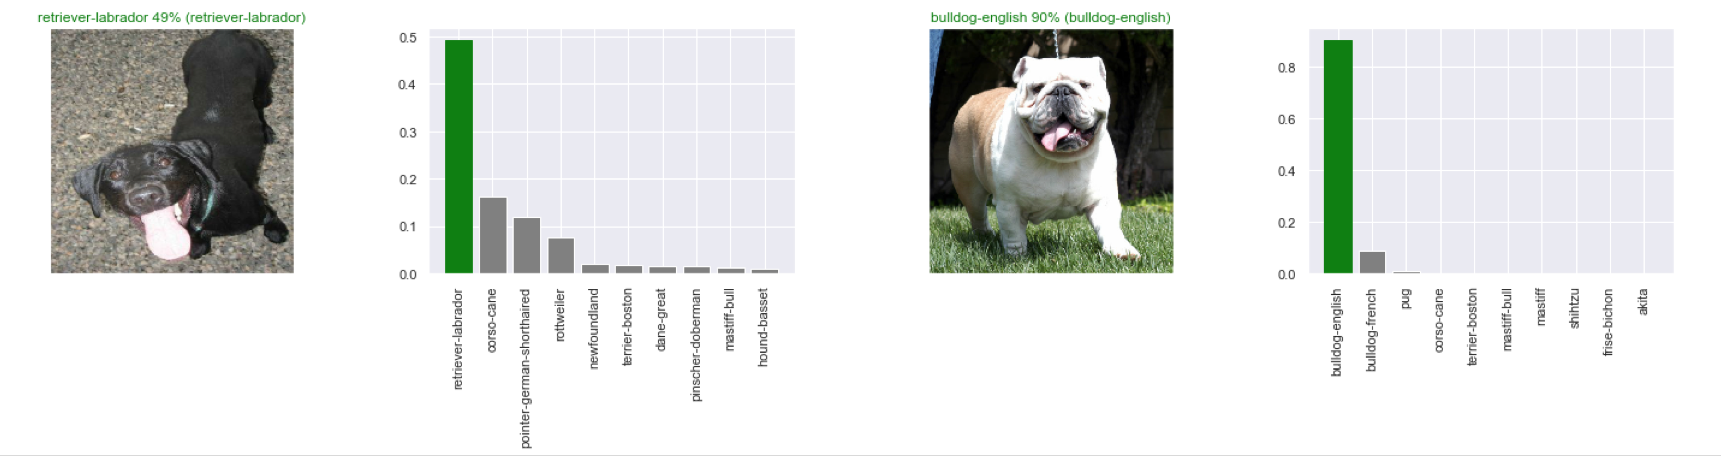 retriever-labrador 49% (retriever-labrador)
0.5
0.4
0.3
0.2
0.1
0.0
retriever-labrador
corso-cane
pointer-german-shorthaired
rottweiler
newfoundland
terrier-boston
dane-great
pinscher-doberman
mastiff-bull
hound-basset
bulldog-english 90% (bulldog-english)
0.8
0.6
0.4
0.2
0.0
bulldog-english
bulldog-french
pug
corso-cane
terrier-boston
mastiff-bull
mastiff
shihtzu
frise-bichon
akita